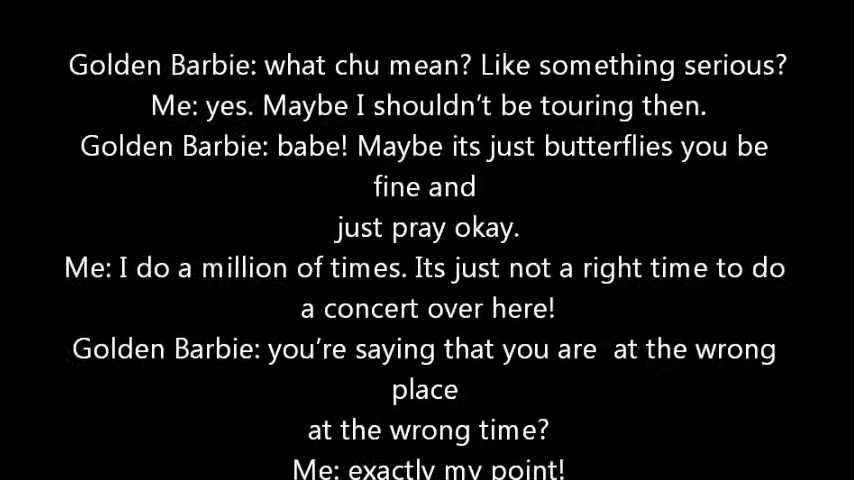 Golden Barbie: what chu mean? Like something serious?
Me: yes. Maybe I shouldn't be touring then.
Golden Barbie: babe! Maybe its just butterflies you be
fine and
just pray okay.
Me: I do a million of times. Its just not a right time to do
a concert over here!
Golden Barbie: you're saying that you are  at the wrong
place
at the wrong time?
Me: exactly my point!